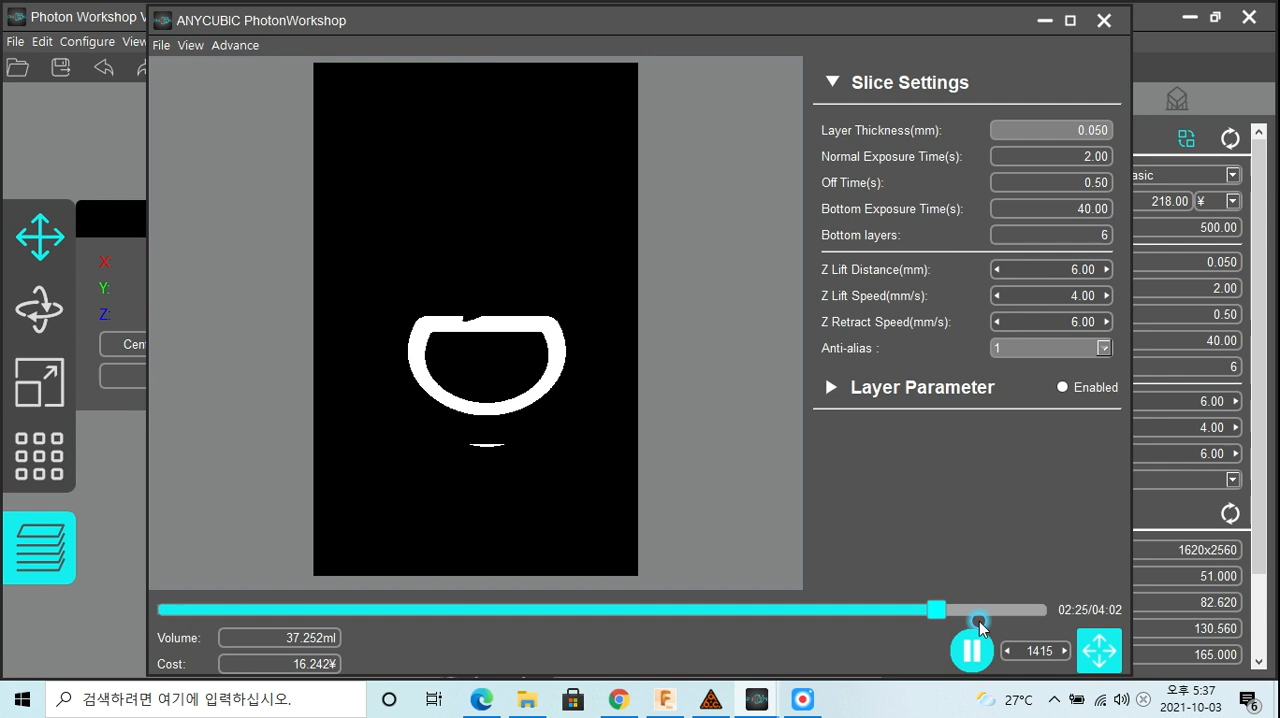 Photon Workshop V
File Edit Configure View
X:
Y:
Z:
Cen
ANYCUBIC PhotonWorkshop
File View Advance
Slice Settings
Layer Thickness(mm): 0.050
Normal Exposure Time(s): 2.00
Off Time(s): 0.50
Bottom Exposure Time(s): 40.00
Bottom layers: 6
Z Lift Distance(mm): 6.00
Z Lift Speed(mm/s): 4.00
Z Retract Speed(mm/s): 6.00
Anti-alias : 1
Layer Parameter Enabled
02:25/04:02
Volume: 37.252ml
Cost: 16.242¥
1415
asic
218.00 ¥
500.00
0.050
2.00
0.50
40.00
6
6.00
4.00
6.00
1620x2560
51.000
82.620
130.560
165.000
검색하려면 여기에 입력하십시오.
27°C
오후 5:37
2021-10-03
6